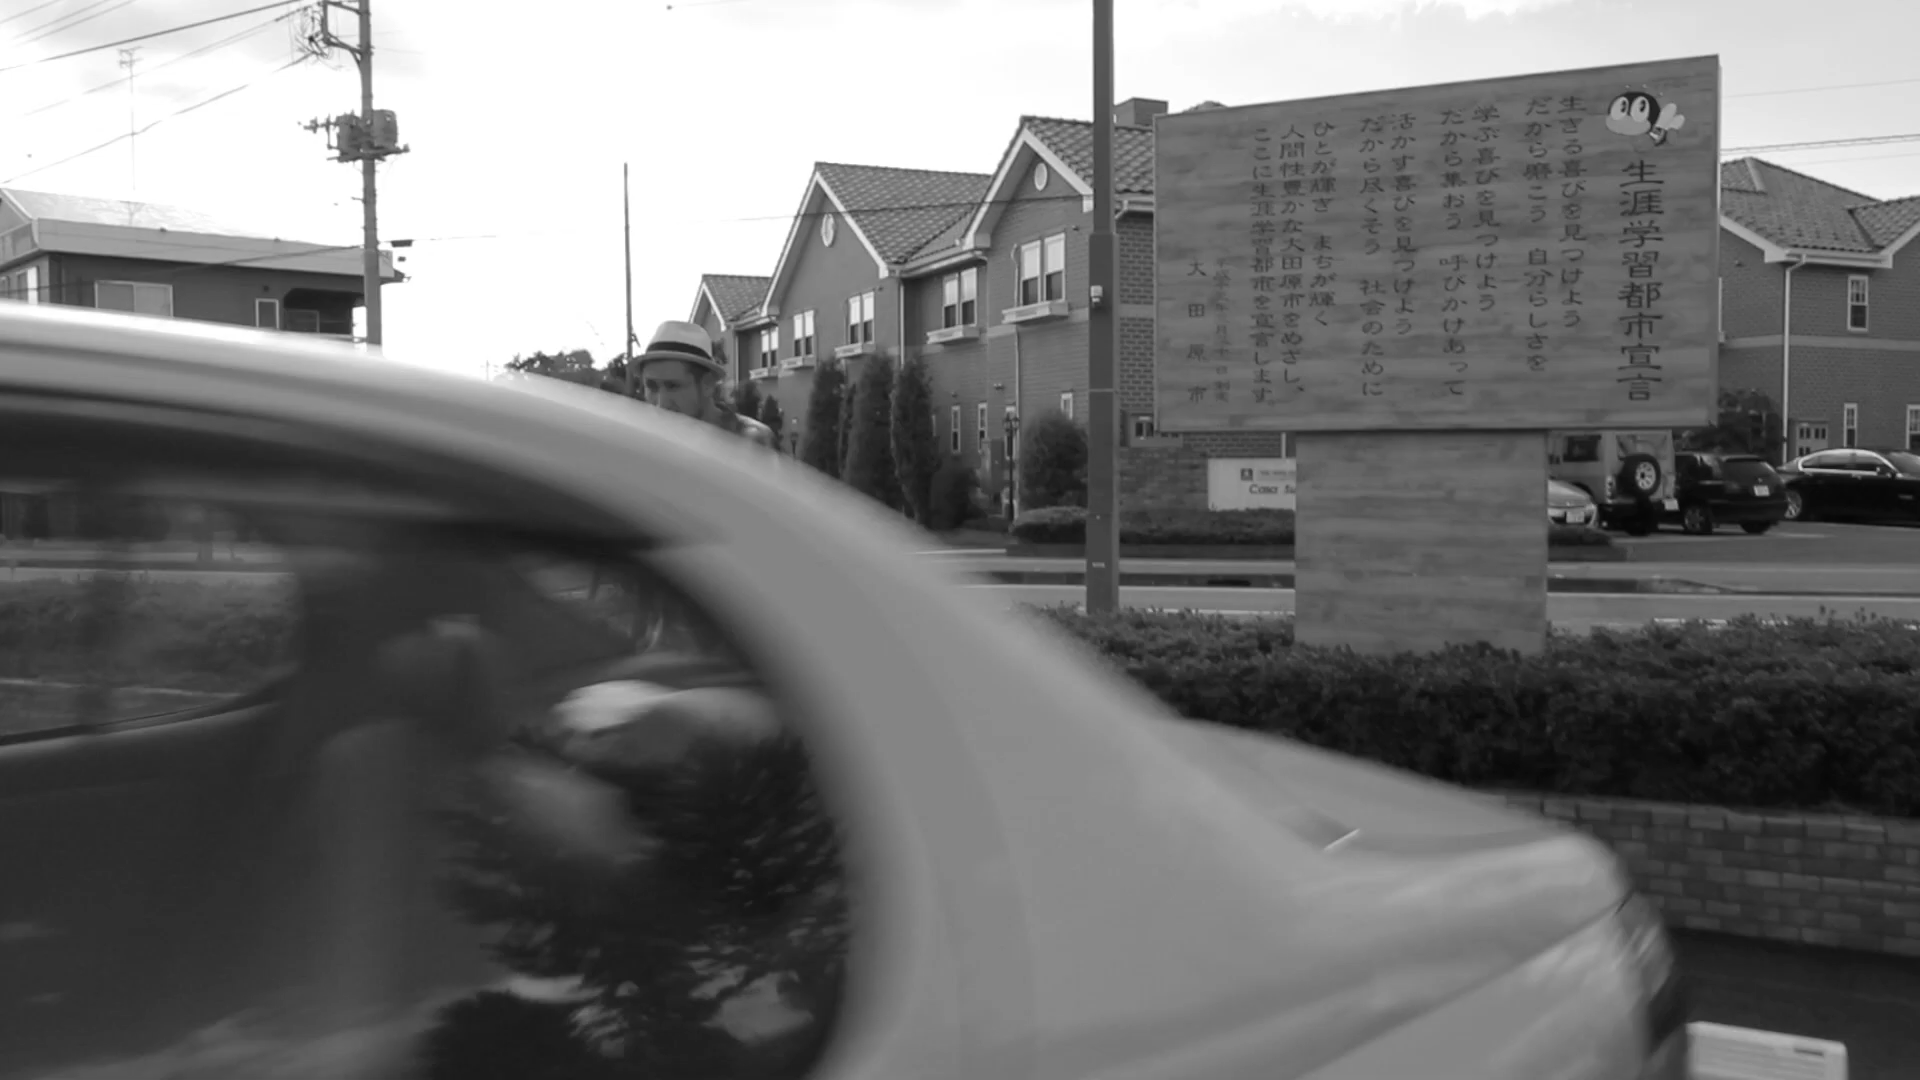 生涯学習都市宣言
生きる喜びを見つけよう
だから磨こう 自分らしさを
学ぶ喜びを見つけよう
だから集おう 呼びかけあって
活かす喜びを見つけよう
だから尽くそう 社会のために
ひとが輝き まちが輝く
人間性豊かな大田原市をめざし、
ここに生涯学習都市を宣言します。
大田原市
Casa